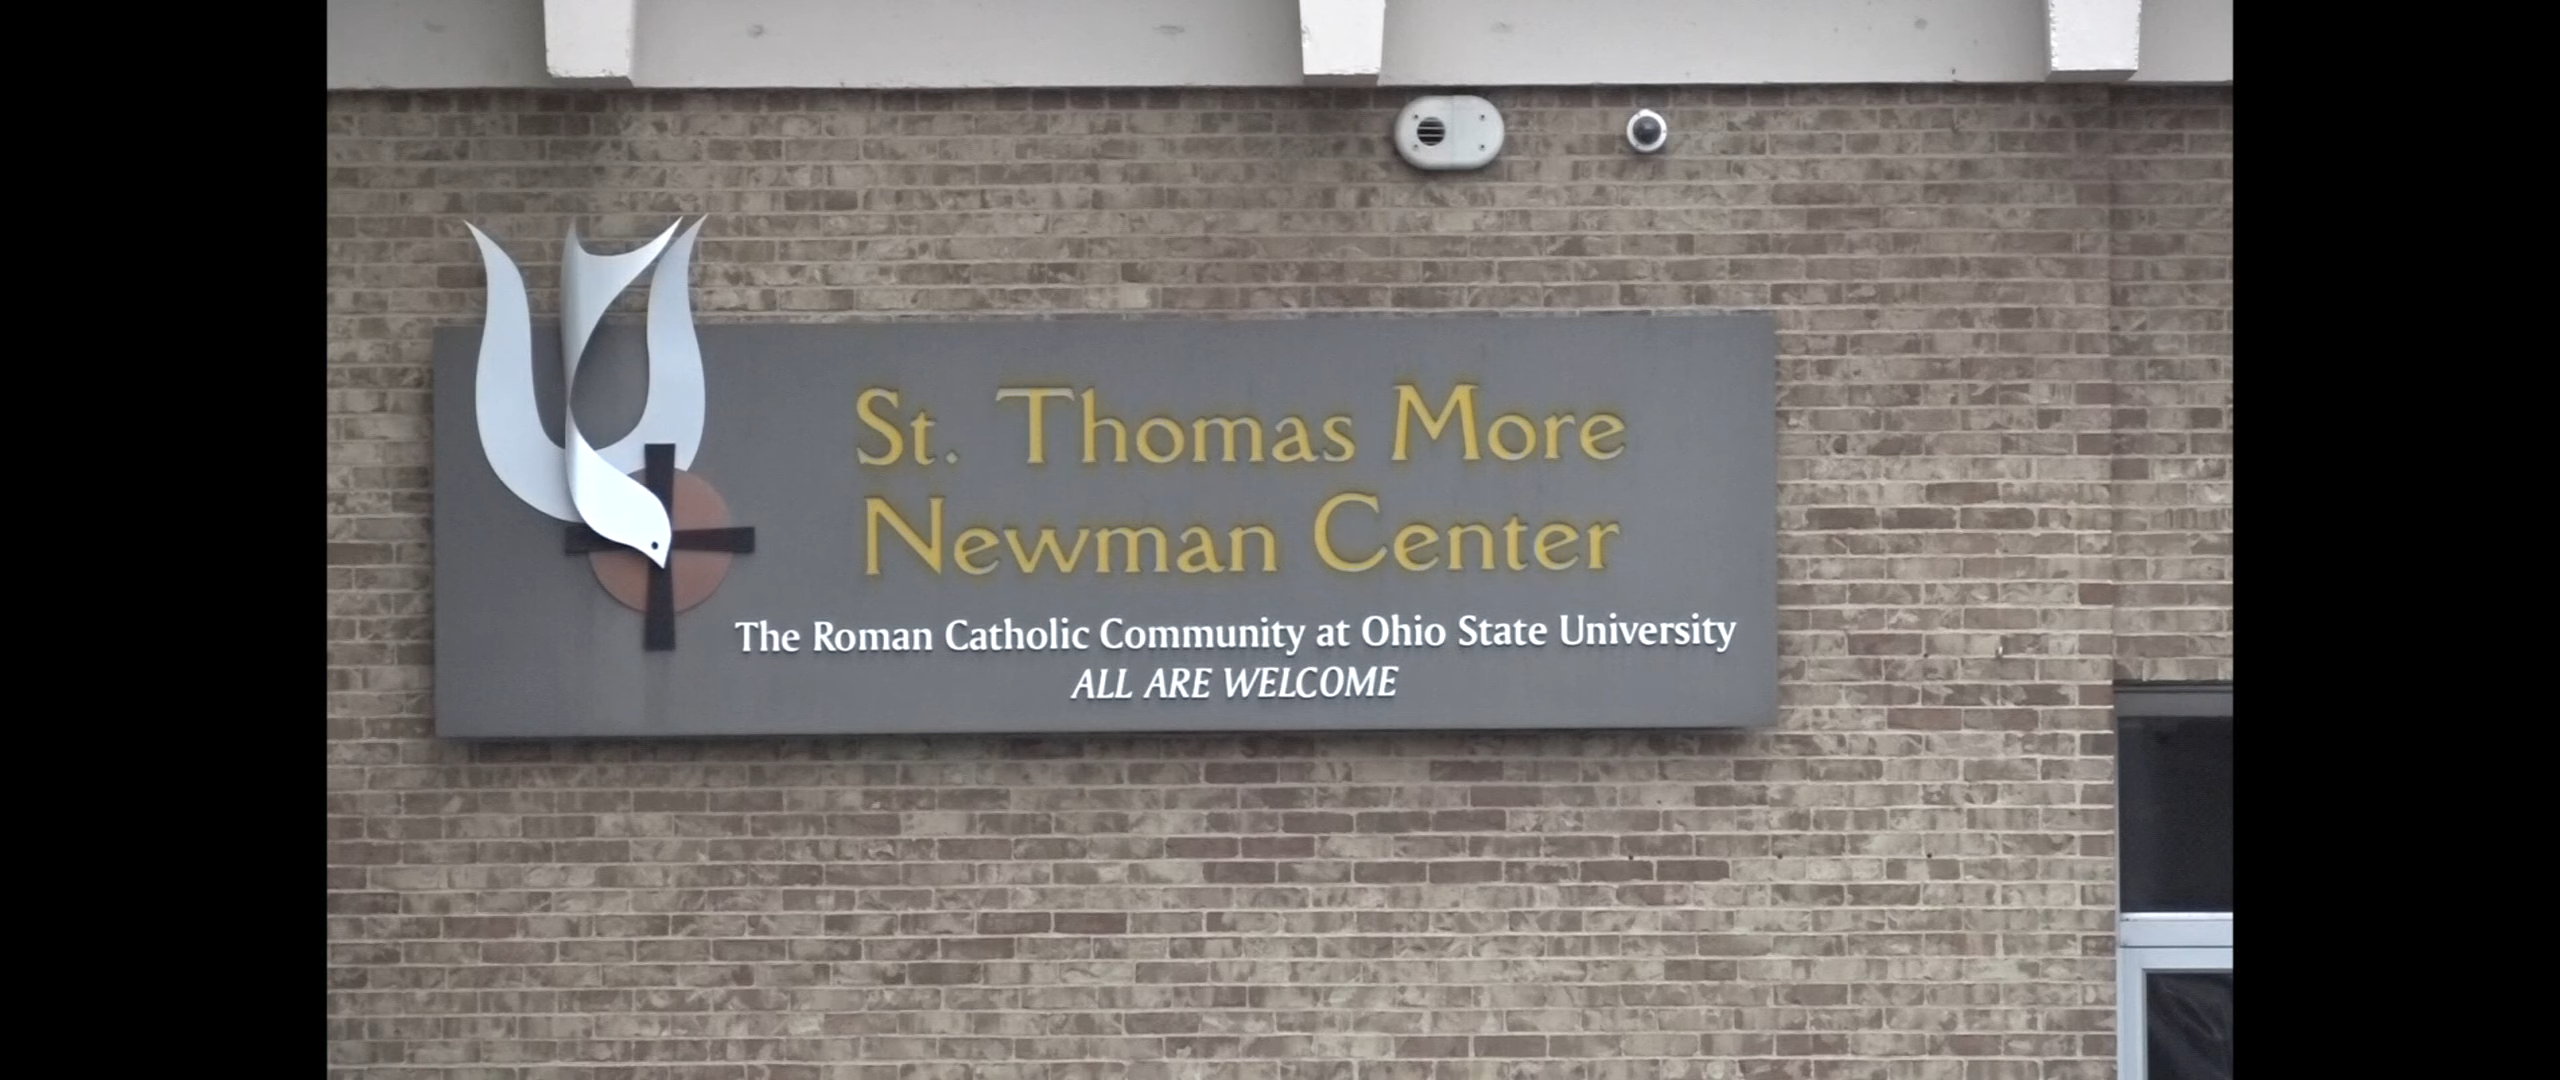 St. Thomas More
Newman Center
The Roman Catholic Community at Ohio State University
ALL ARE WELCOME